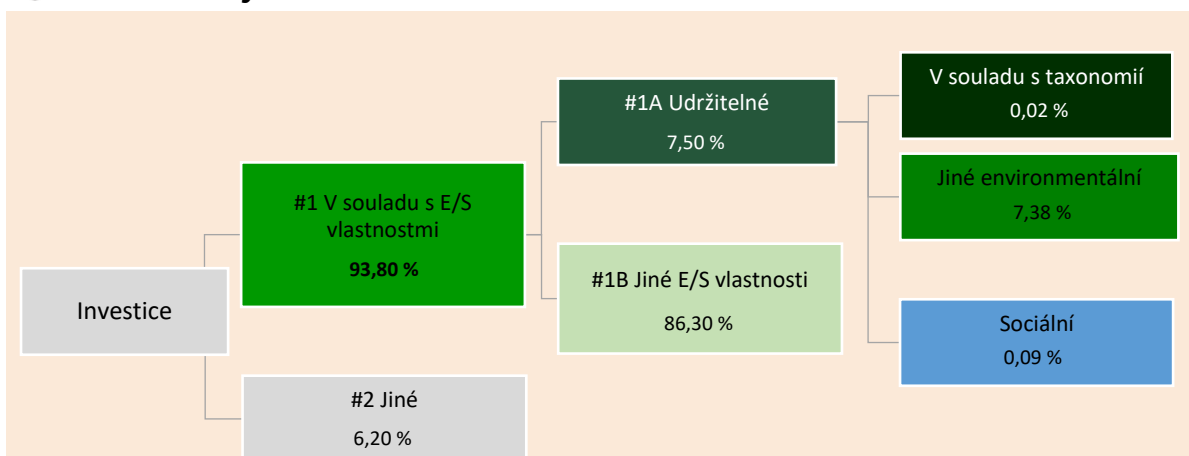 Investice
#1 V souladu s E/S
vlastnostmi
93,80 %
#2 Jiné
6,20 %
#1A Udržitelné
7,50 %
#1B Jiné E/S vlastnosti
86,30 %
V souladu s taxonomií
0,02 %
Jiné environmentální
7,38 %
Sociální
0,09 %